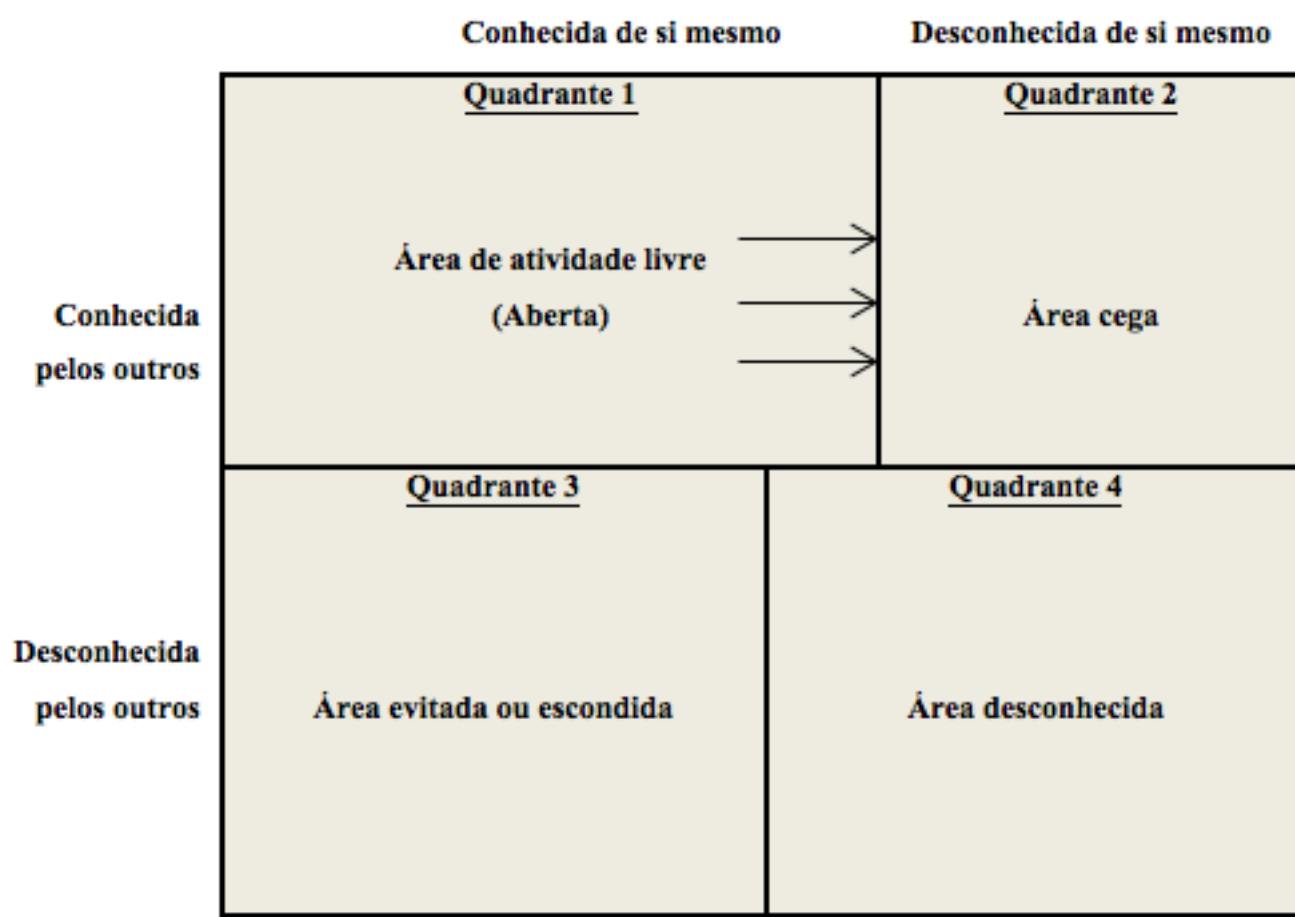 Conhecida de si mesmo
Desconhecida de si mesmo
Quadrante 1
Quadrante 2
Área de atividade livre
(Aberta)
Área cega
Conhecida
pelos outros
Quadrante 3
Quadrante 4
Desconhecida
pelos outros
Área evitada ou escondida
Área desconhecida